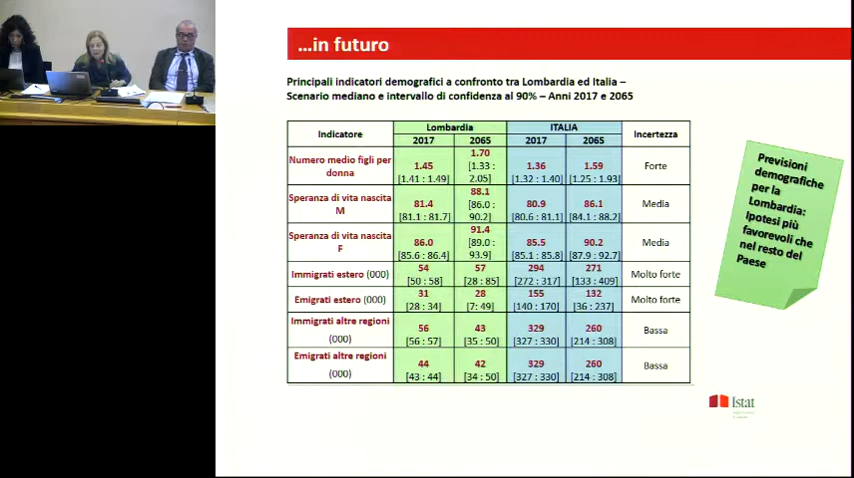 ...in futuro
Principali indicatori demografici a confronto tra Lombardia ed Italia –
Scenario mediano e intervallo di confidenza al 90% – Anni 2017 e 2065
Indicatore Lombardia ITALIA Incertezza
2017 2065 2017 2065
Numero medio figli per donna 1.45 [1.41 : 1.49] 1.70 [1.33 : 2.05] 1.36 [1.32 : 1.40] 1.59 [1.25 : 1.93] Forte
Speranza di vita nascita M 81.4 [81.1 : 81.7] 88.1 [86.0 : 90.2] 80.9 [80.6 : 81.1] 86.1 [84.1 : 88.2] Media
Speranza di vita nascita F 86.0 [85.6 : 86.4] 91.4 [89.0 : 93.9] 85.5 [85.1 : 85.8] 90.2 [87.9 : 92.7] Media
Immigrati estero (000) 54 [50 : 58] 57 [28 : 85] 294 [272 : 317] 271 [133 : 409] Molto forte
Emigrati estero (000) 31 [28 : 34] 28 [7: 49] 155 [140 : 170] 132 [36 : 237] Molto forte
Immigrati altre regioni (000) 56 [56 : 57] 43 [35 : 50] 329 [327 : 330] 260 [214 : 308] Bassa
Emigrati altre regioni (000) 44 [43 : 44] 42 [34 : 50] 329 [327 : 330] 260 [214 : 308] Bassa
Previsioni
demografiche
per la
Lombardia:
Ipotesi più
favorevoli che
nel resto del
Paese
Istat